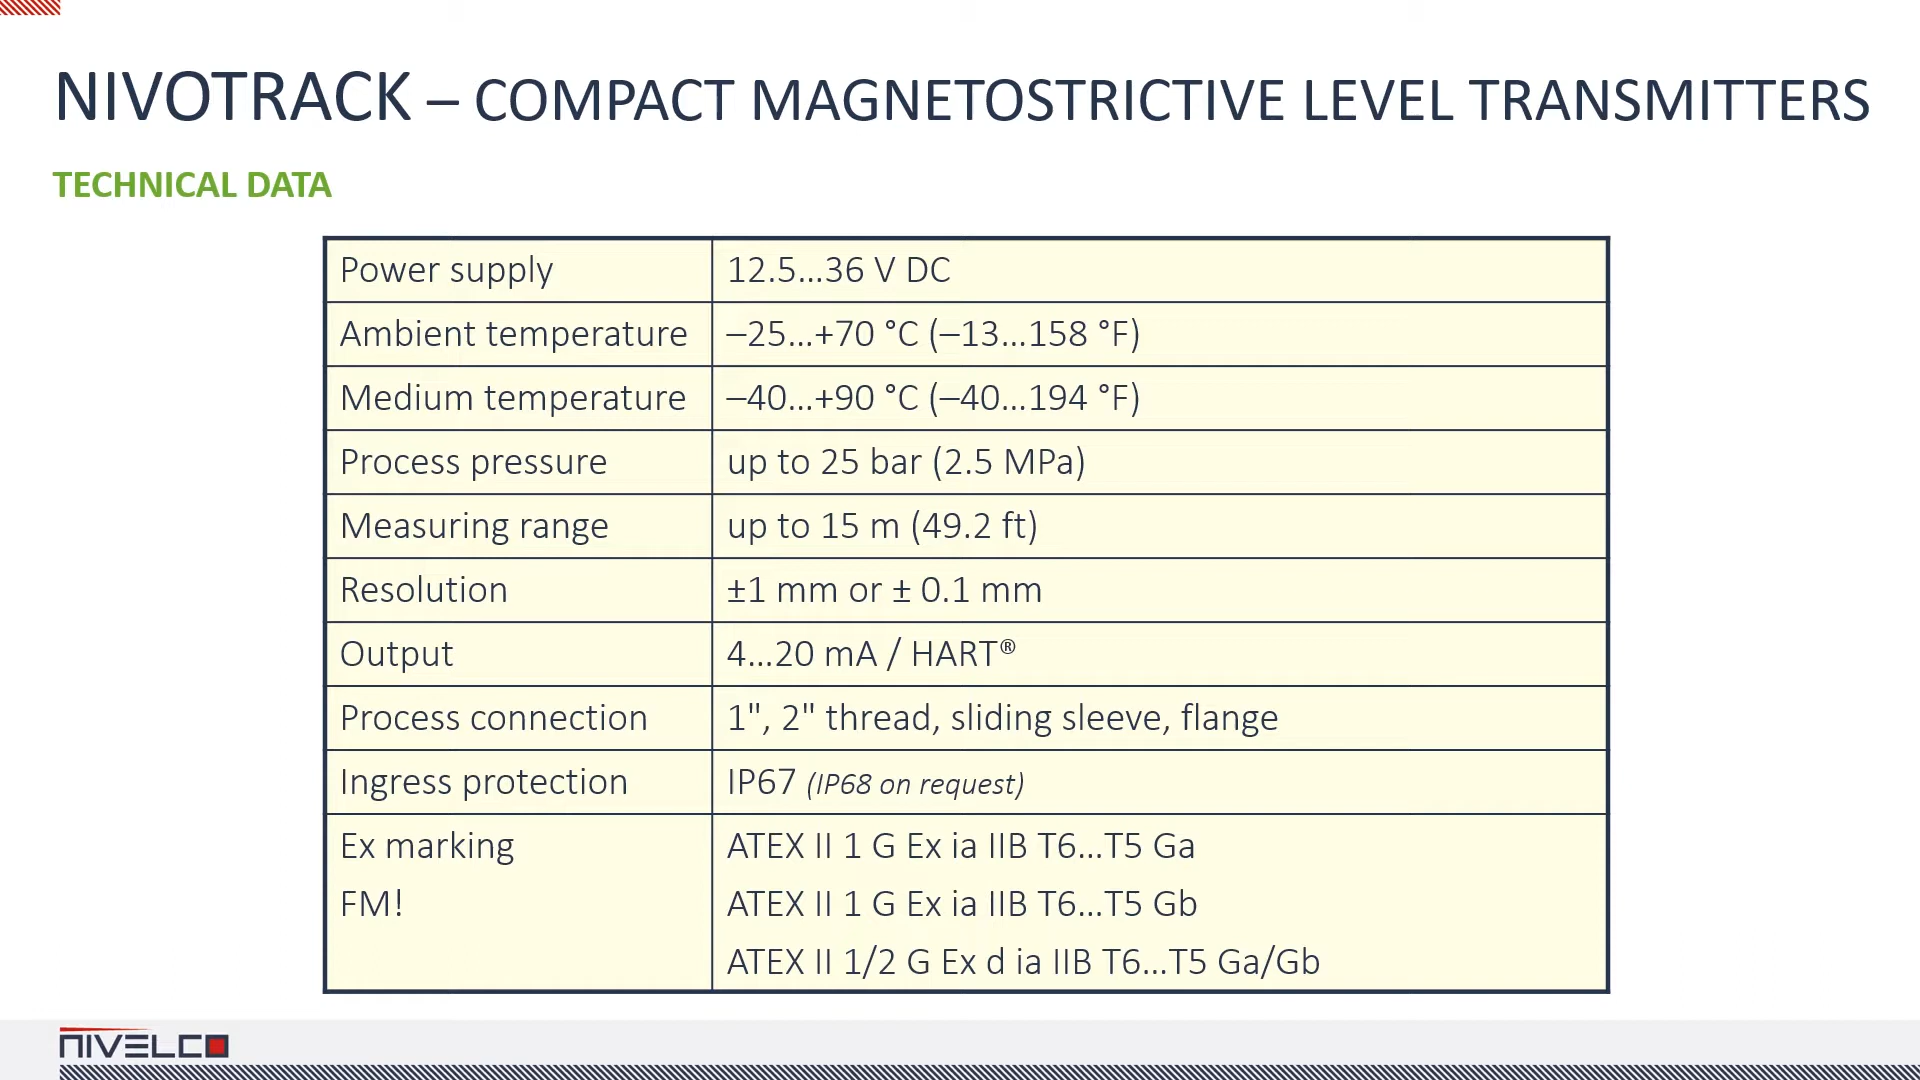 NIVOTRACK – COMPACT MAGNETOSTRICTIVE LEVEL TRANSMITTERS
TECHNICAL DATA
Power supply 12.5…36 V DC
Ambient temperature –25…+70 °C (–13…158 °F)
Medium temperature –40…+90 °C (–40…194 °F)
Process pressure up to 25 bar (2.5 MPa)
Measuring range up to 15 m (49.2 ft)
Resolution ±1 mm or ± 0.1 mm
Output 4…20 mA / HART®
Process connection 1", 2" thread, sliding sleeve, flange
Ingress protection IP67 (IP68 on request)
Ex marking ATEX II 1 G Ex ia IIB T6…T5 Ga
FM! ATEX II 1 G Ex ia IIB T6…T5 Gb
ATEX II 1/2 G Ex d ia IIB T6…T5 Ga/Gb
NIVELCO